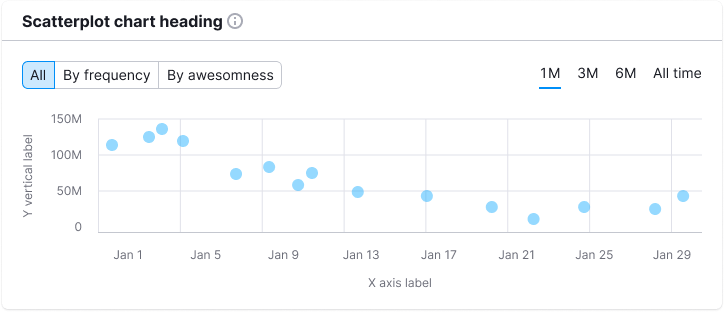 Scatterplot chart heading
All By frequency By awesomness 1M 3M 6M All time
150M
100M
50M
0
Y vertical label
Jan 1 Jan 5 Jan 9 Jan 13 Jan 17 Jan 21 Jan 25 Jan 29
X axis label